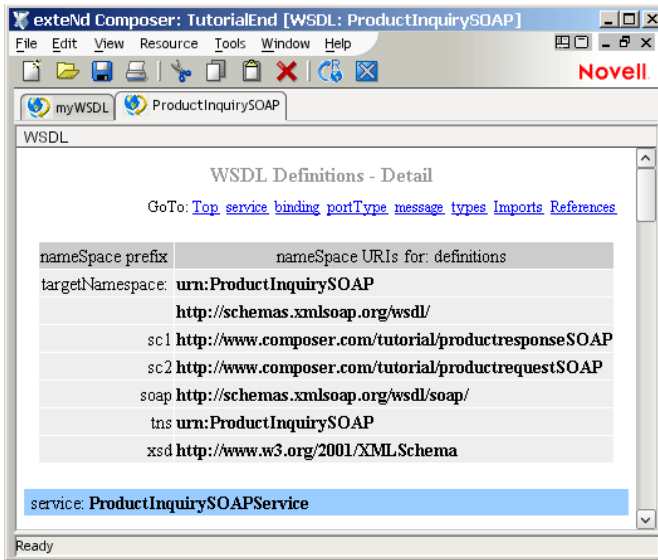 exteNd Composer: TutorialEnd [WSDL: ProductInquirySOAP]
File Edit View Resource Tools Window Help
Novell.
myWSDL ProductInquirySOAP
WSDL
WSDL Definitions - Detail
GoTo: Top service binding portType message types Imports References
nameSpace prefix nameSpace URIs for: definitions
targetNamespace: urn:ProductInquirySOAP
http://schemas.xmlsoap.org/wsdl/
sc1 http://www.composer.com/tutorial/productresponseSOAP
sc2 http://www.composer.com/tutorial/productrequestSOAP
soap http://schemas.xmlsoap.org/wsdl/soap/
tns urn:ProductInquirySOAP
xsd http://www.w3.org/2001/XMLSchema
service: ProductInquirySOAPService
Ready